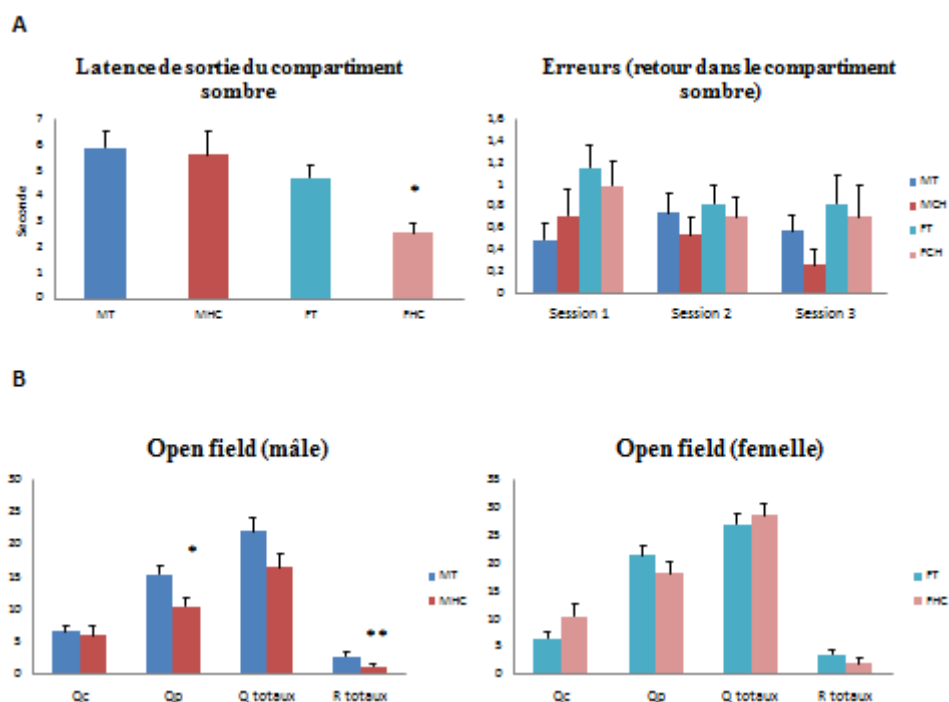 A
Latence de sortie du compartiment
sombre
7
6
5
4
3
2
1
0
Seconde
*
MT
MHC
FT
FHC
Erreurs (retour dans le compartiment
sombre)
1,6
1,4
1,2
1
0,8
0,6
0,4
0,2
0
Session 1
Session 2
Session 3
MT
MCH
FT
FCH
B
Open field (mâle)
30
25
20
15
10
5
0
*
**
Qc
Qp
Q totaux
R totaux
MT
MHC
Open field (femelle)
35
30
25
20
15
10
5
0
Qc
Qp
Q totaux
R totaux
FT
FHC